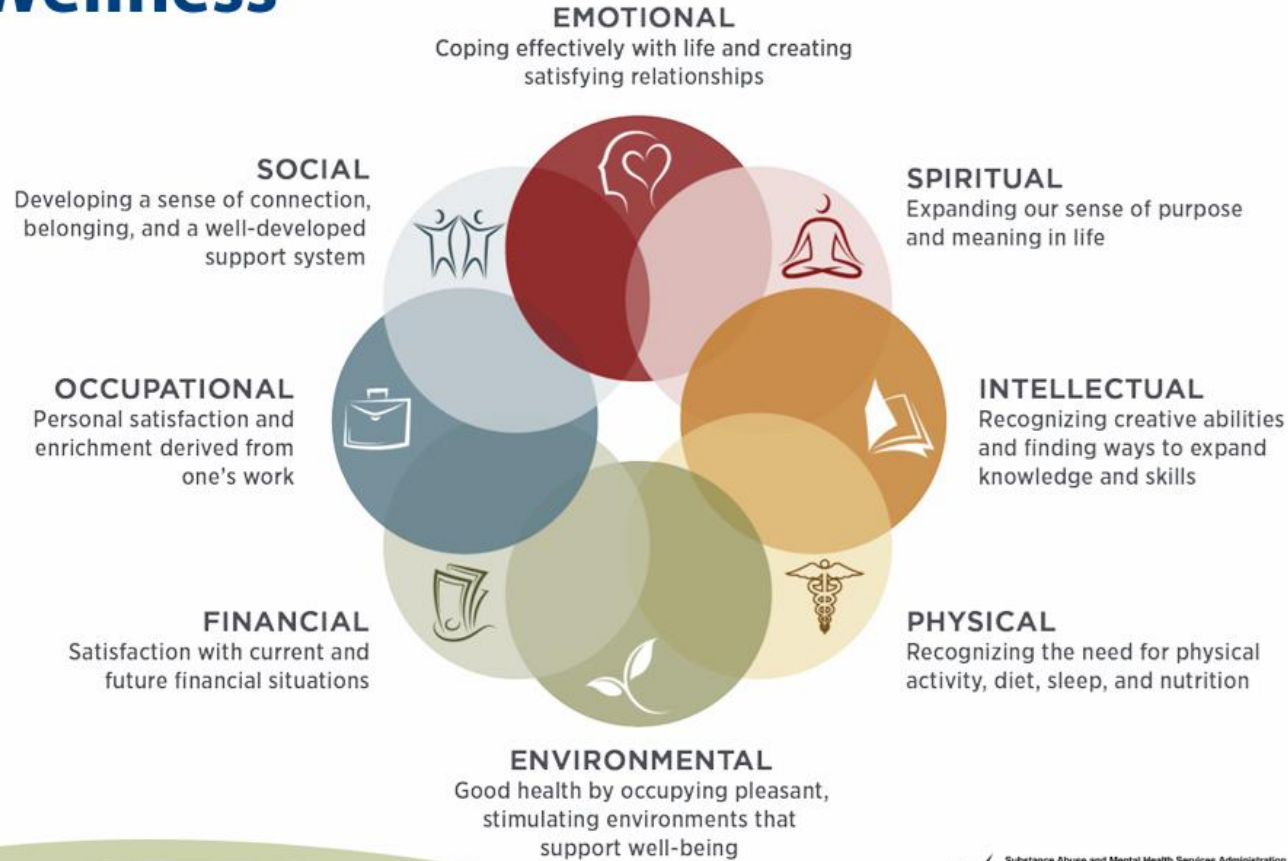 Wellness
EMOTIONAL
Coping effectively with life and creating
satisfying relationships
SOCIAL
Developing a sense of connection,
belonging, and a well-developed
support system
SPIRITUAL
Expanding our sense of purpose
and meaning in life
OCCUPATIONAL
Personal satisfaction and
enrichment derived from
one's work
INTELLECTUAL
Recognizing creative abilities
and finding ways to expand
knowledge and skills
FINANCIAL
Satisfaction with current and
future financial situations
PHYSICAL
Recognizing the need for physical
activity, diet, sleep, and nutrition
ENVIRONMENTAL
Good health by occupying pleasant,
stimulating environments that
support well-being
Substance Abuse and Mental Health Services Administration